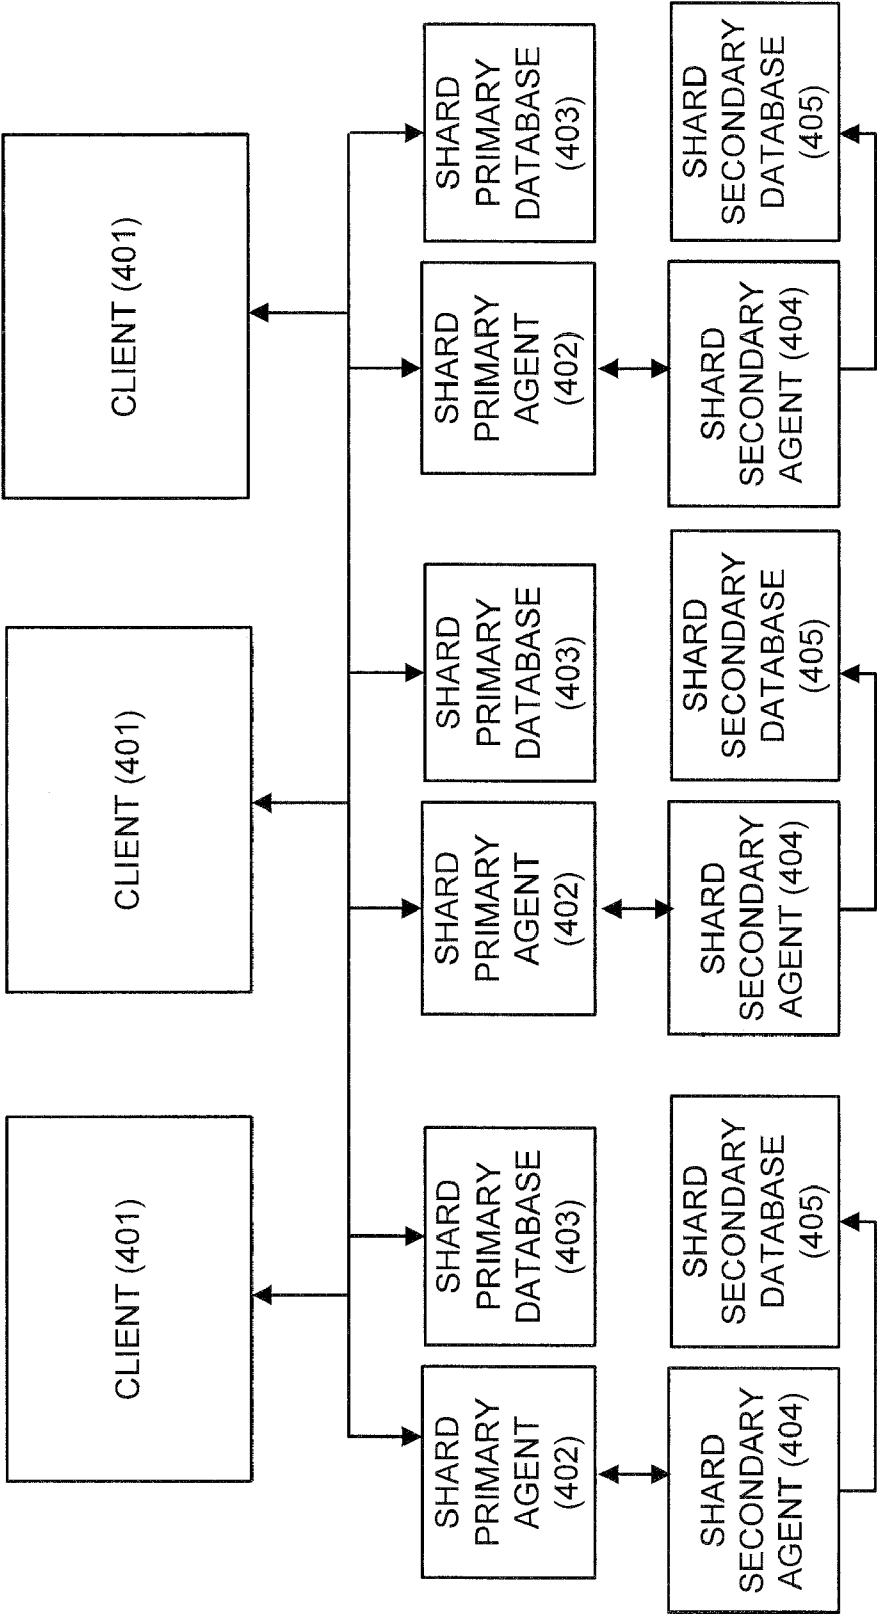 CLIENT (401)
CLIENT (401)
CLIENT (401)
SHARD
PRIMARY
AGENT
(402)
SHARD
PRIMARY
DATABASE
(403)
SHARD
PRIMARY
AGENT
(402)
SHARD
PRIMARY
DATABASE
(403)
SHARD
PRIMARY
AGENT
(402)
SHARD
PRIMARY
DATABASE
(403)
SHARD
SECONDARY
AGENT (404)
SHARD
SECONDARY
DATABASE
(405)
SHARD
SECONDARY
AGENT (404)
SHARD
SECONDARY
DATABASE
(405)
SHARD
SECONDARY
AGENT (404)
SHARD
SECONDARY
DATABASE
(405)